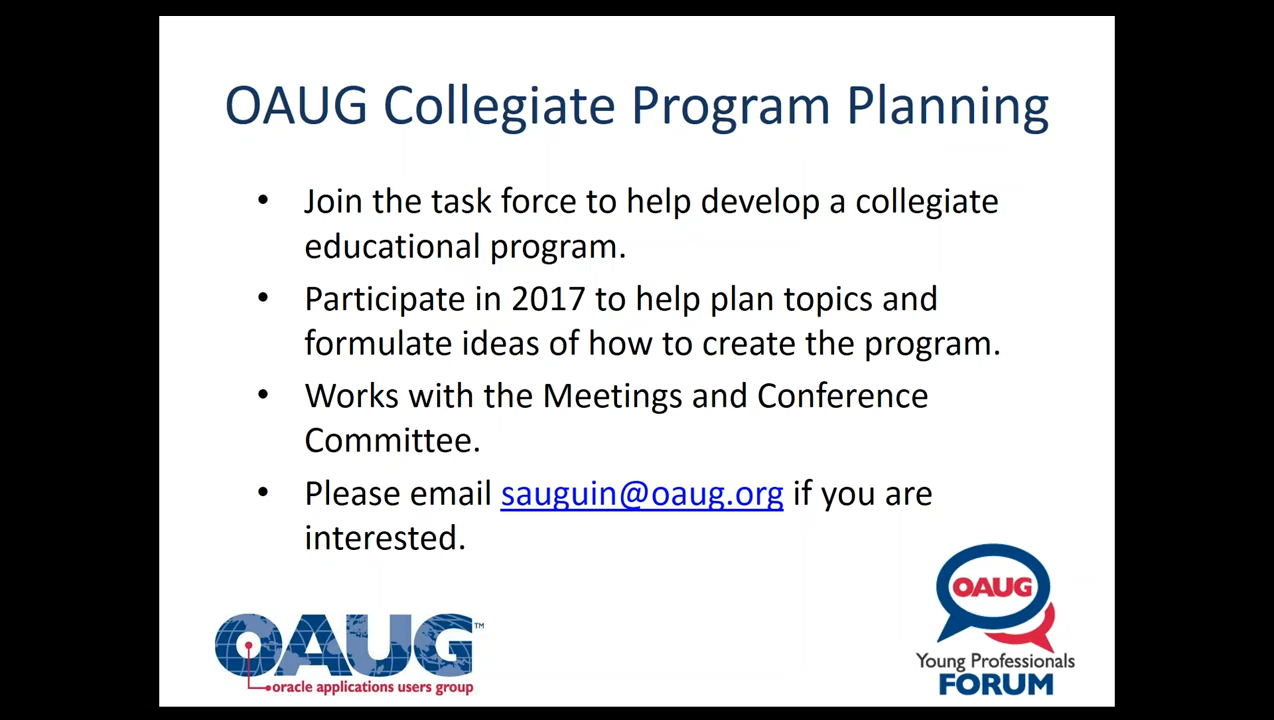 OAUG Collegiate Program Planning
• Join the task force to help develop a collegiate
educational program.
• Participate in 2017 to help plan topics and
formulate ideas of how to create the program.
• Works with the Meetings and Conference
Committee.
• Please email sauguin@oaug.org if you are
interested.
OAUG™
oracle applications users group
OAUG
Young Professionals
FORUM